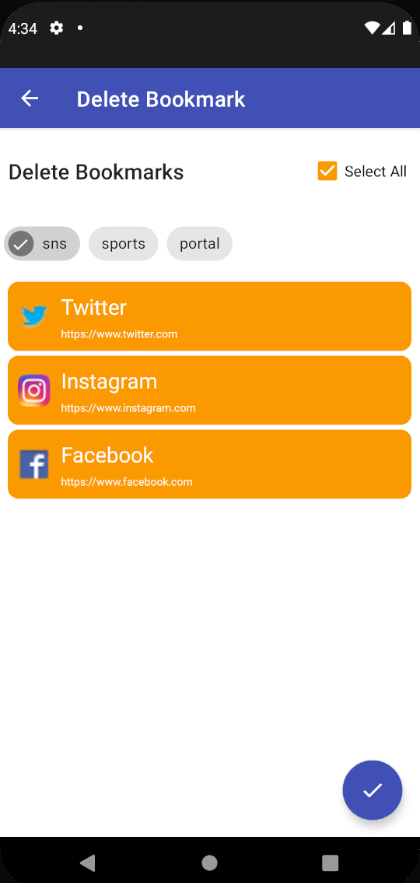 4:34
Delete Bookmark
Delete Bookmarks
Select All
sns
sports
portal
Twitter
https://www.twitter.com
Instagram
https://www.instagram.com
Facebook
https://www.facebook.com